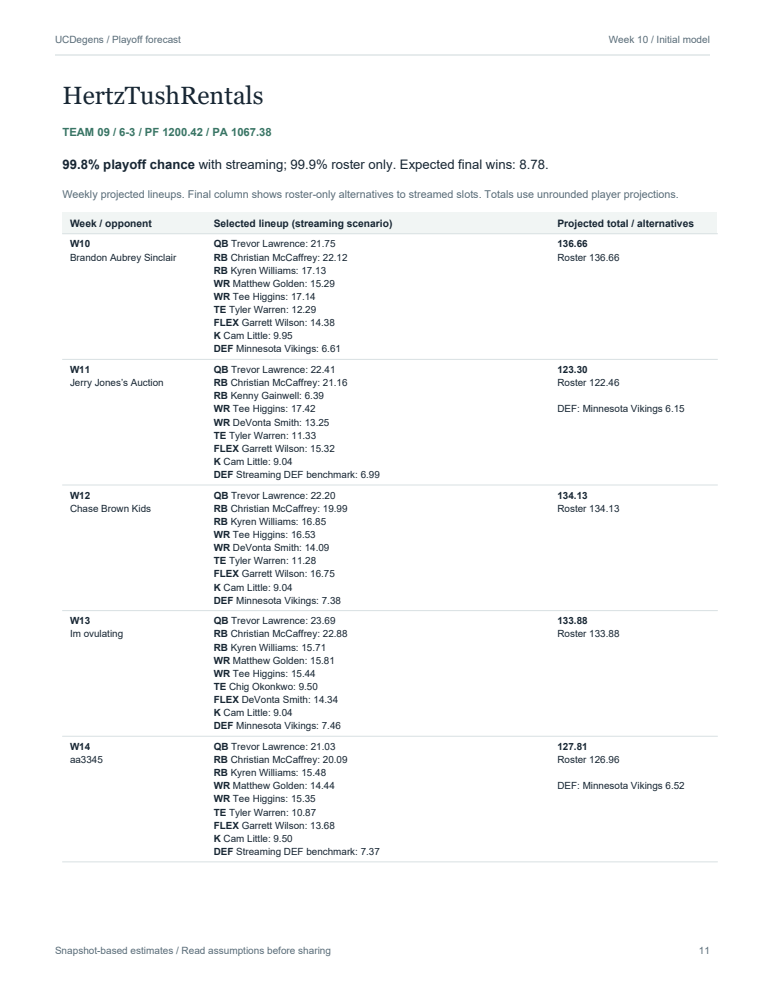 UCDegens / Playoff forecast
Week 10 / Initial model
HertzTushRentals
TEAM 09 / 6-3 / PF 1200.42 / PA 1067.38
99.8% playoff chance with streaming; 99.9% roster only. Expected final wins: 8.78.
Weekly projected lineups. Final column shows roster-only alternatives to streamed slots. Totals use unrounded player projections.
Week / opponent
Selected lineup (streaming scenario)
Projected total / alternatives
W10
Brandon Aubrey Sinclair
QB Trevor Lawrence: 21.75
RB Christian McCaffrey: 22.12
RB Kyren Williams: 17.13
WR Matthew Golden: 15.29
WR Tee Higgins: 17.14
TE Tyler Warren: 12.29
FLEX Garrett Wilson: 14.38
K Cam Little: 9.95
DEF Minnesota Vikings: 6.61
136.66
Roster 136.66
W11
Jerry Jones’s Auction
QB Trevor Lawrence: 22.41
RB Christian McCaffrey: 21.16
RB Kenny Gainwell: 6.39
WR Tee Higgins: 17.42
WR DeVonta Smith: 13.25
TE Tyler Warren: 11.33
FLEX Garrett Wilson: 15.32
K Cam Little: 9.04
DEF Streaming DEF benchmark: 6.99
123.30
Roster 122.46
DEF: Minnesota Vikings 6.15
W12
Chase Brown Kids
QB Trevor Lawrence: 22.20
RB Christian McCaffrey: 19.99
RB Kyren Williams: 16.85
WR Tee Higgins: 16.53
WR DeVonta Smith: 14.09
TE Tyler Warren: 11.28
FLEX Garrett Wilson: 16.75
K Cam Little: 9.04
DEF Minnesota Vikings: 7.38
134.13
Roster 134.13
W13
Im ovulating
QB Trevor Lawrence: 23.69
RB Christian McCaffrey: 22.88
RB Kyren Williams: 15.71
WR Matthew Golden: 15.81
WR Tee Higgins: 15.44
TE Chig Okonkwo: 9.50
FLEX DeVonta Smith: 14.34
K Cam Little: 9.04
DEF Minnesota Vikings: 7.46
133.88
Roster 133.88
W14
aa3345
QB Trevor Lawrence: 21.03
RB Christian McCaffrey: 20.09
RB Kyren Williams: 15.48
WR Matthew Golden: 14.44
WR Tee Higgins: 15.35
TE Tyler Warren: 10.87
FLEX Garrett Wilson: 13.68
K Cam Little: 9.50
DEF Streaming DEF benchmark: 7.37
127.81
Roster 126.96
DEF: Minnesota Vikings 6.52
Snapshot-based estimates / Read assumptions before sharing
11